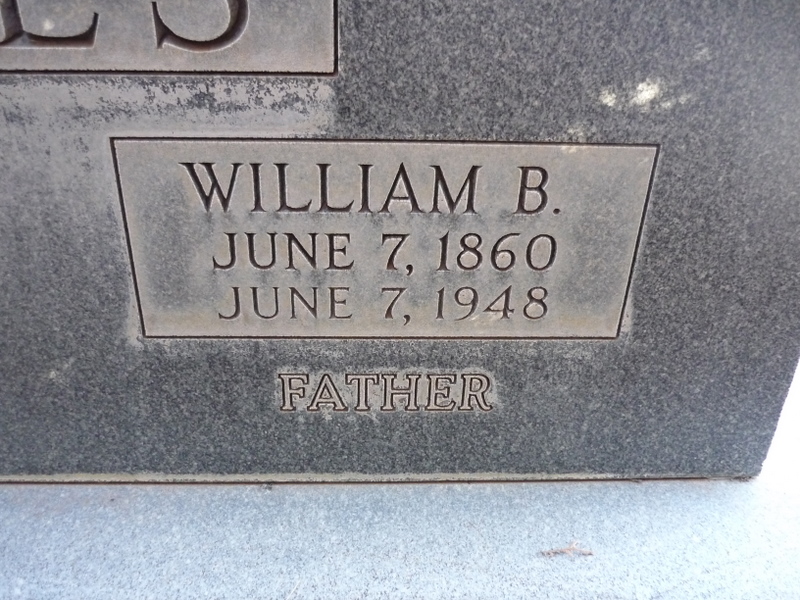 WILLIAM B.
JUNE 7, 1860
JUNE 7, 1948
FATHER